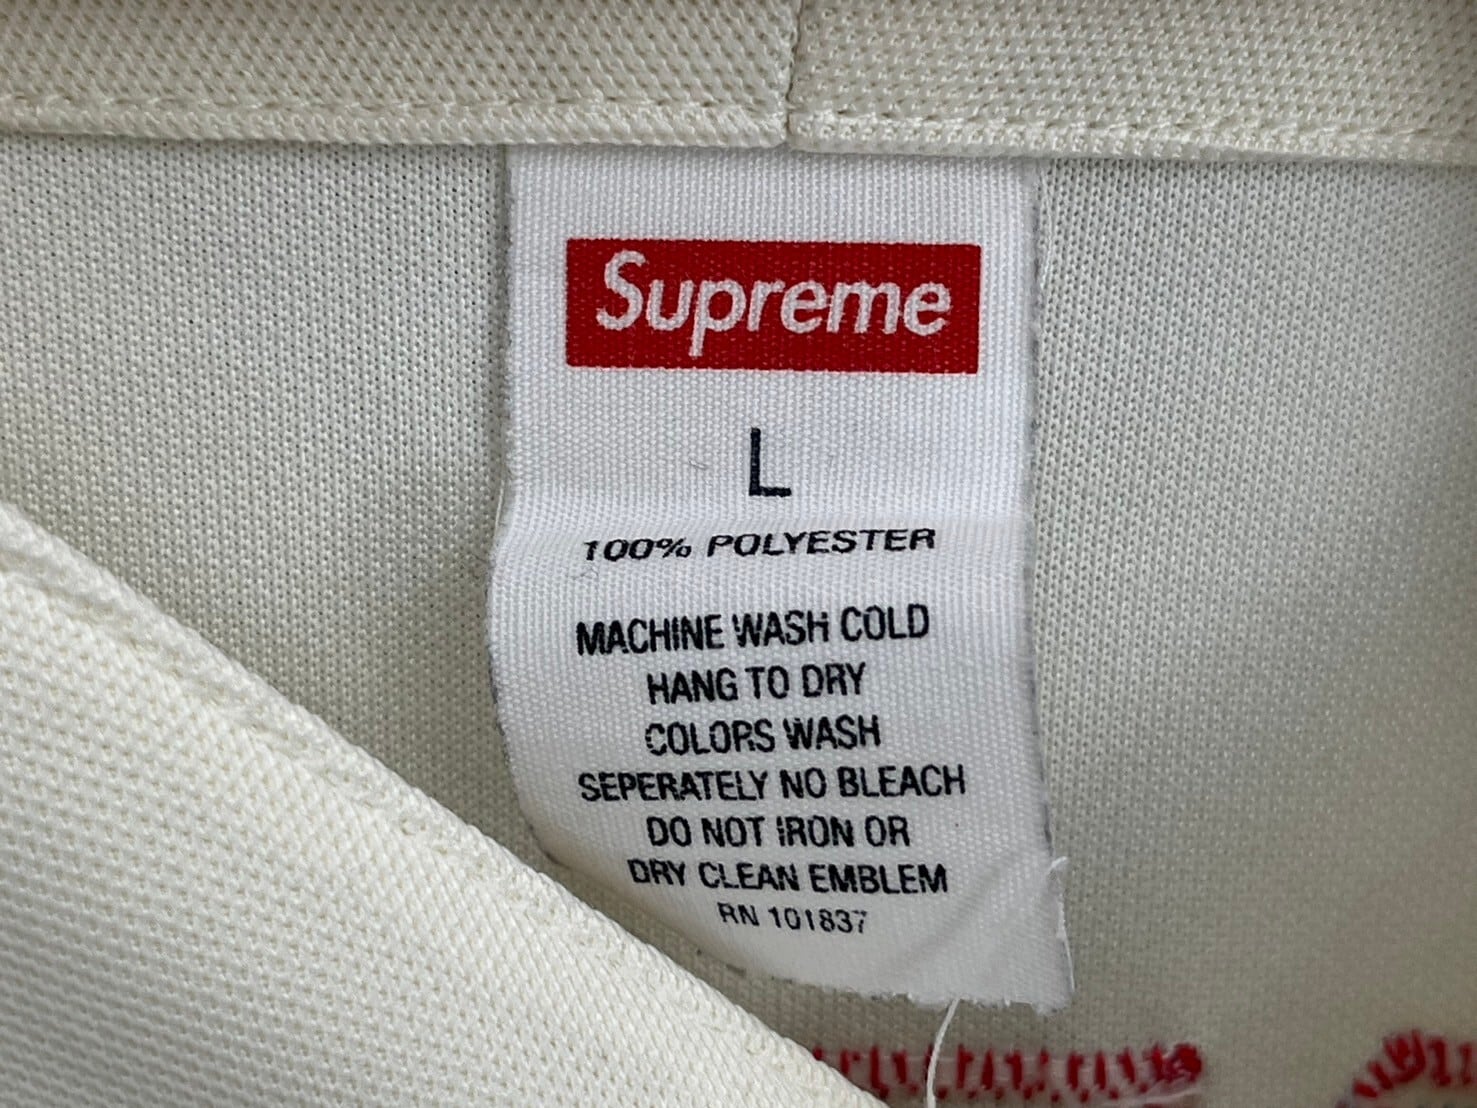 Supreme
L
100% POLYESTER
MACHINE WASH COLD
HANG TO DRY
COLORS WASH
SEPERATELY NO BLEACH
DO NOT IRON OR
DRY CLEAN EMBLEM
RN 101837